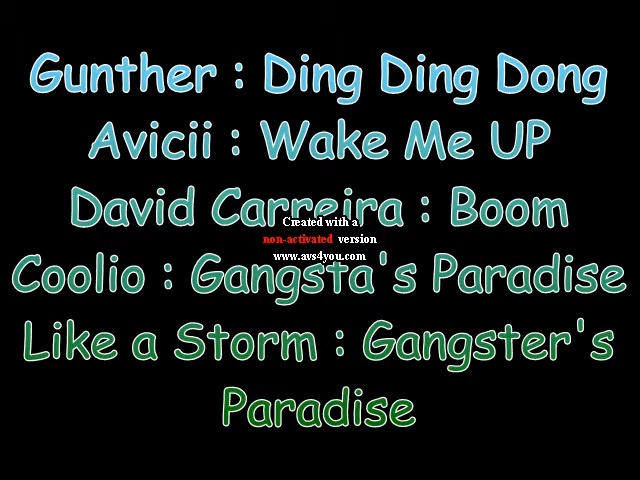 Gunther : Ding Ding Dong
Avicii : Wake Me UP
David Carreira : Boom
Created with a
non-activated version
www.avs4you.com
Coolio : Gangsta's Paradise
Like a Storm : Gangster's
Paradise